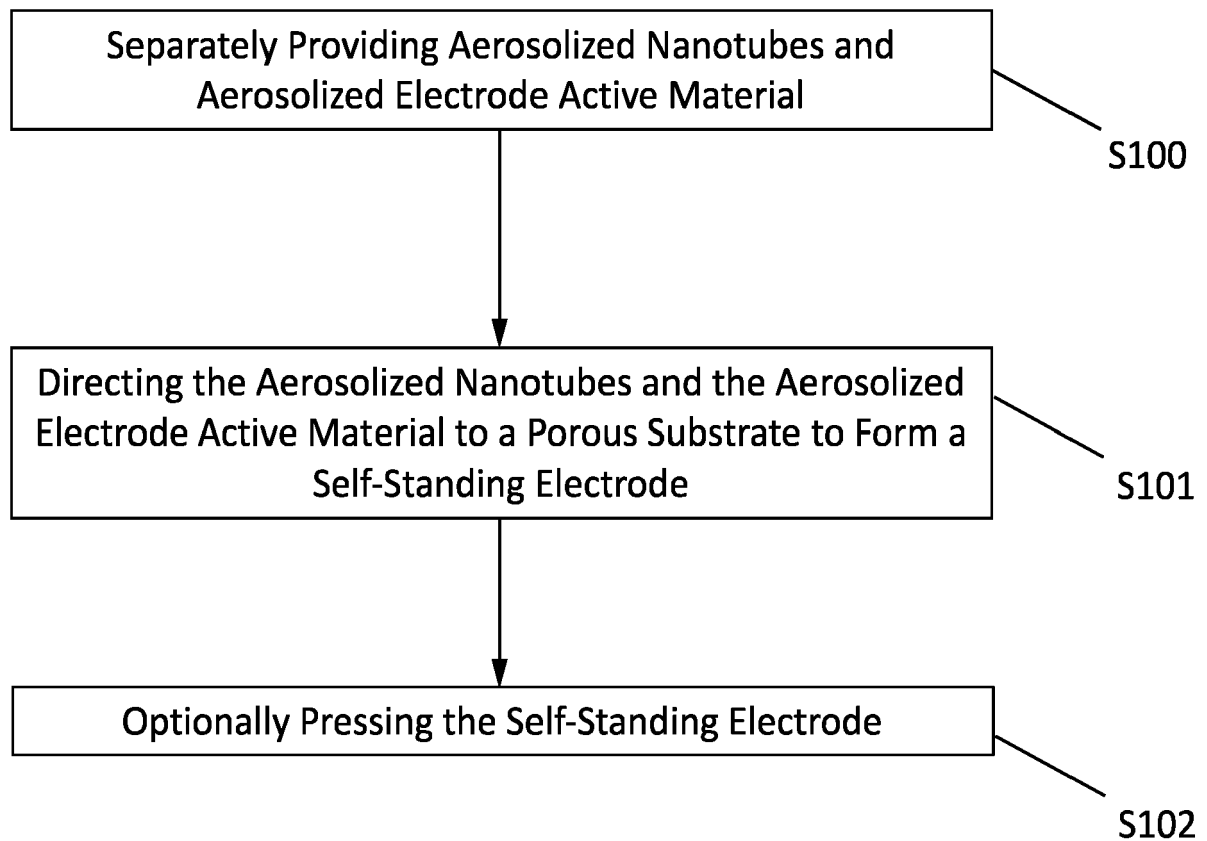 Separately Providing Aerosolized Nanotubes and
Aerosolized Electrode Active Material
S100
Directing the Aerosolized Nanotubes and the Aerosolized
Electrode Active Material to a Porous Substrate to Form a
Self-Standing Electrode
S101
Optionally Pressing the Self-Standing Electrode
S102